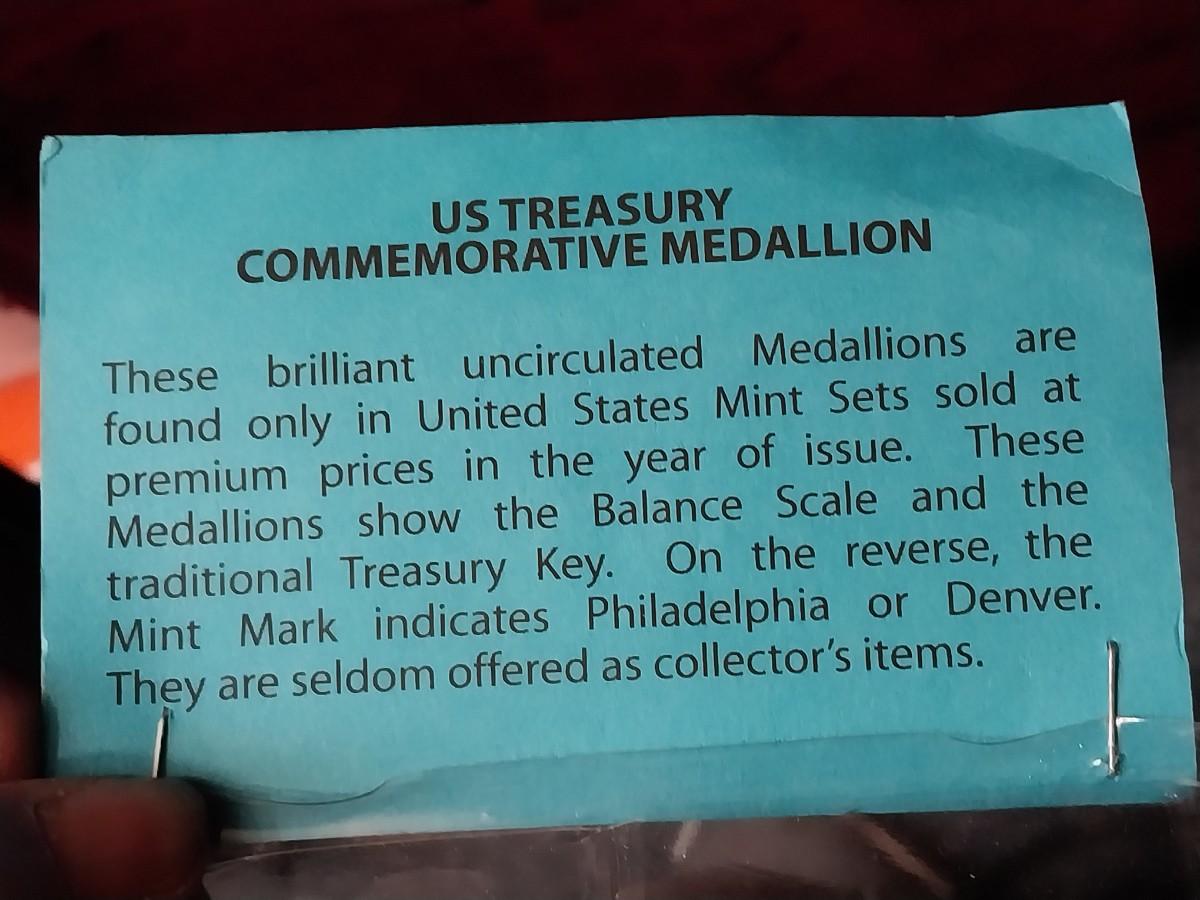 US TREASURY
COMMEMORATIVE MEDALLION
These brilliant uncirculated Medallions are
found only in United States Mint Sets sold at
premium prices in the year of issue. These
Medallions show the Balance Scale and the
traditional Treasury Key. On the reverse, the
Mint Mark indicates Philadelphia or Denver.
They are seldom offered as collector's items.